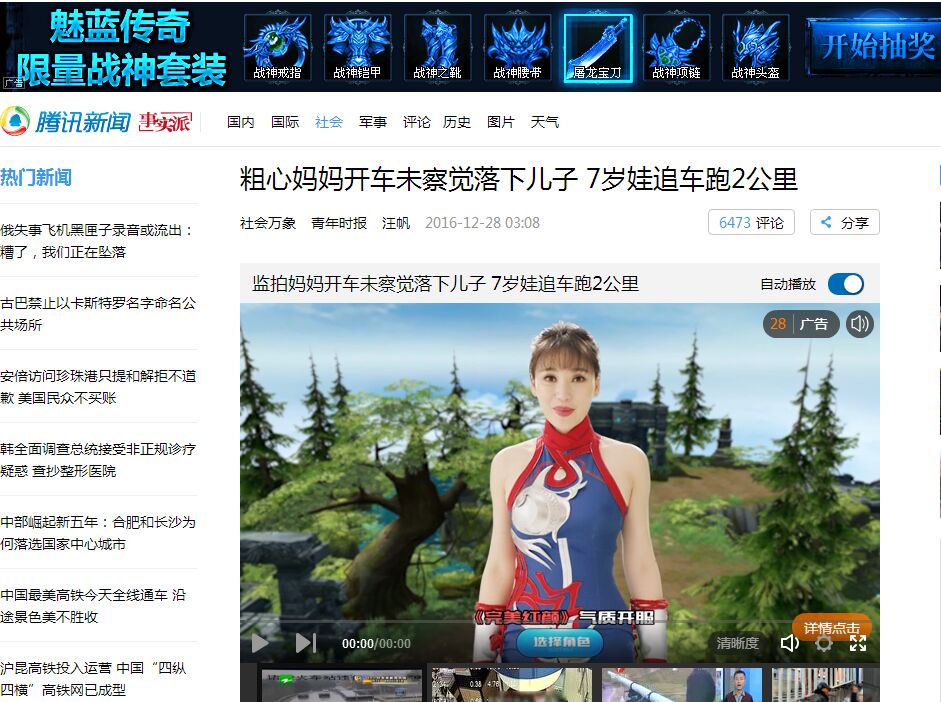 魅蓝传奇
限量战神套装
广告
战神戒指
战神铠甲
战神之靴
战神腰带
屠龙宝刀
战神项链
战神头盔
开始抽奖
腾讯新闻 事实派
国内 国际 社会 军事 评论 历史 图片 天气
热门新闻
俄失事飞机黑匣子录音或流出：
糟了，我们正在坠落
古巴禁止以卡斯特罗名字命名公
共场所
安倍访问珍珠港只提和解拒不道
歉 美国民众不买账
韩全面调查总统接受非正规诊疗
疑惑 查抄整形医院
中部崛起新五年：合肥和长沙为
何落选国家中心城市
中国最美高铁今天全线通车 沿
途景色美不胜收
沪昆高铁投入运营 中国“四纵
四横”高铁网已成型
粗心妈妈开车未察觉落下儿子 7岁娃追车跑2公里
社会万象 青年时报 汪帆 2016-12-28 03:08
6473 评论
分享
监拍妈妈开车未察觉落下儿子 7岁娃追车跑2公里
自动播放
28 广告
《完美红颜》气质开服
选择角色
详情点击
00:00/00:00
清晰度
0:38 4.76